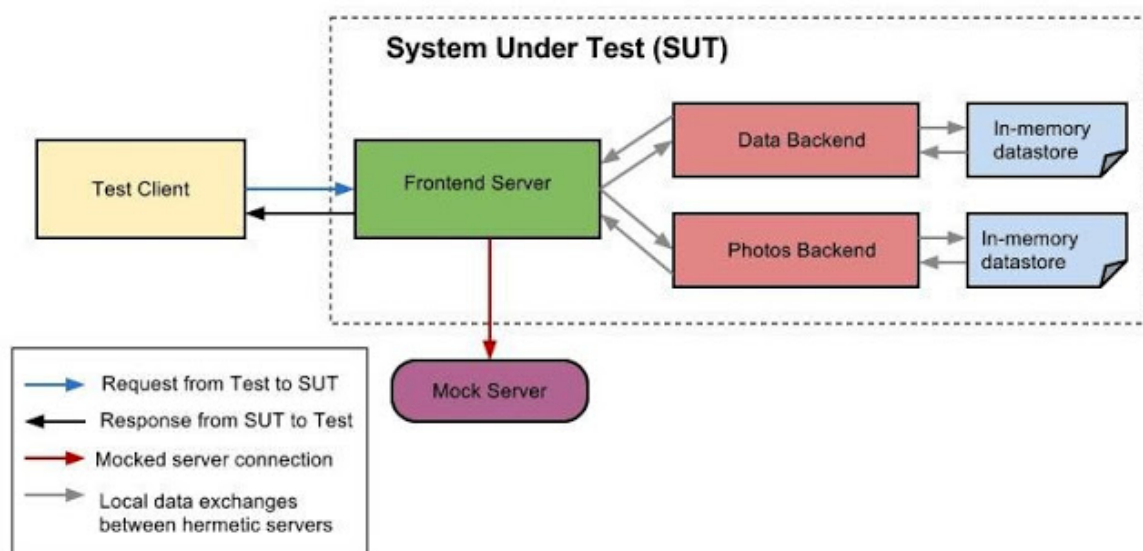 System Under Test (SUT)
Test Client
Frontend Server
Data Backend
In-memory
datastore
Photos Backend
In-memory
datastore
Mock Server
Request from Test to SUT
Response from SUT to Test
Mocked server connection
Local data exchanges
between hermetic servers